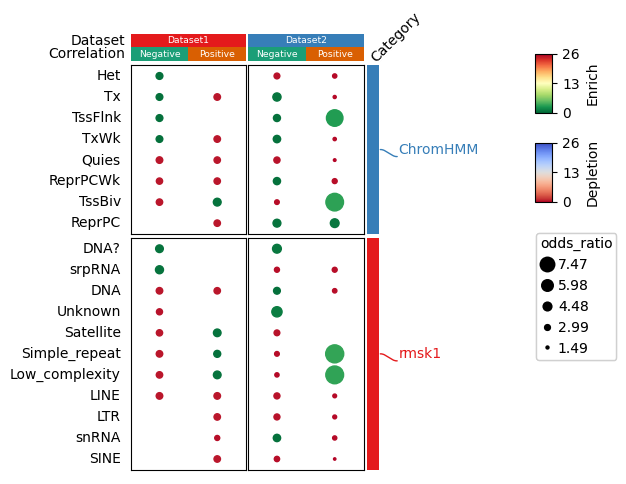 Dataset Dataset1 Dataset2
Correlation Negative Positive Negative Positive
Category
Het
Tx
TssFlnk
TxWk
Quies
ReprPCWk
TssBiv
ReprPC
ChromHMM
DNA?
srpRNA
DNA
Unknown
Satellite
Simple_repeat
Low_complexity
LINE
LTR
snRNA
SINE
rmsk1
26
13
0
Enrich
26
13
0
Depletion
odds_ratio
7.47
5.98
4.48
2.99
1.49